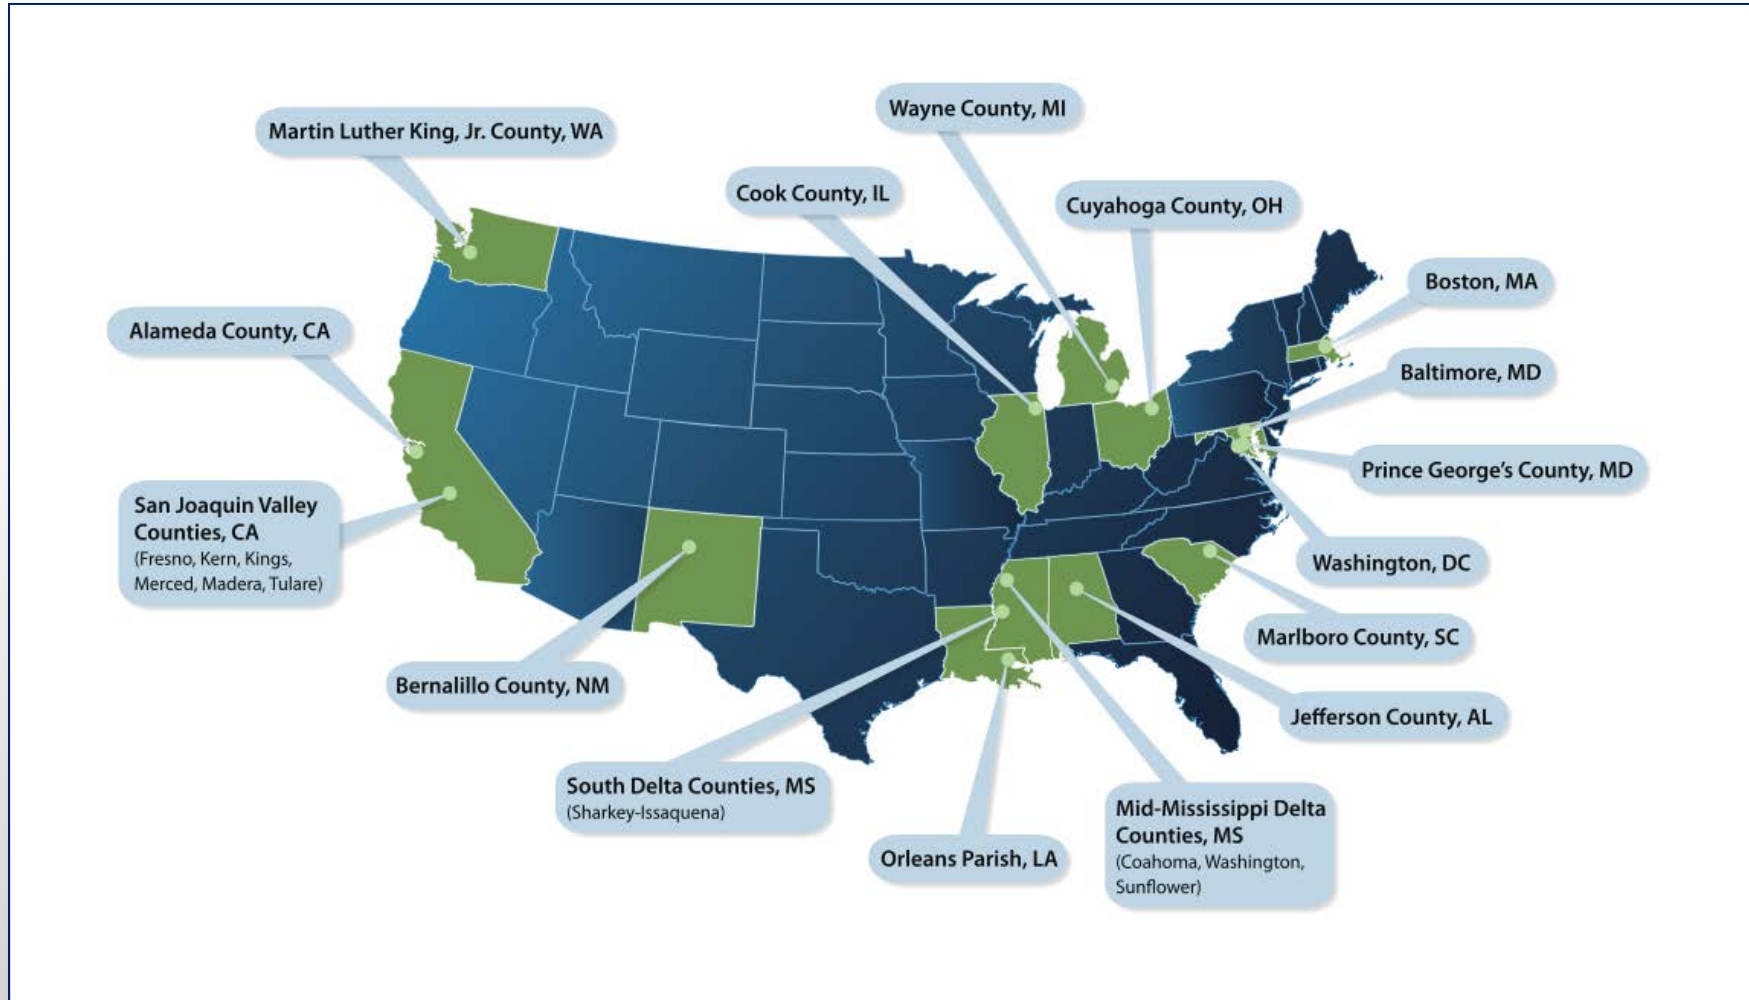 Wayne County, MI
Martin Luther King, Jr. County, WA
Cook County, IL
Cuyahoga County, OH
Boston, MA
Alameda County, CA
Baltimore, MD
Prince George's County, MD
San Joaquin Valley
Counties, CA
(Fresno, Kern, Kings,
Merced, Madera, Tulare)
Washington, DC
Marlboro County, SC
Bernalillo County, NM
Jefferson County, AL
South Delta Counties, MS
(Sharkey-Issaquena)
Mid-Mississippi Delta
Counties, MS
(Coahoma, Washington,
Sunflower)
Orleans Parish, LA